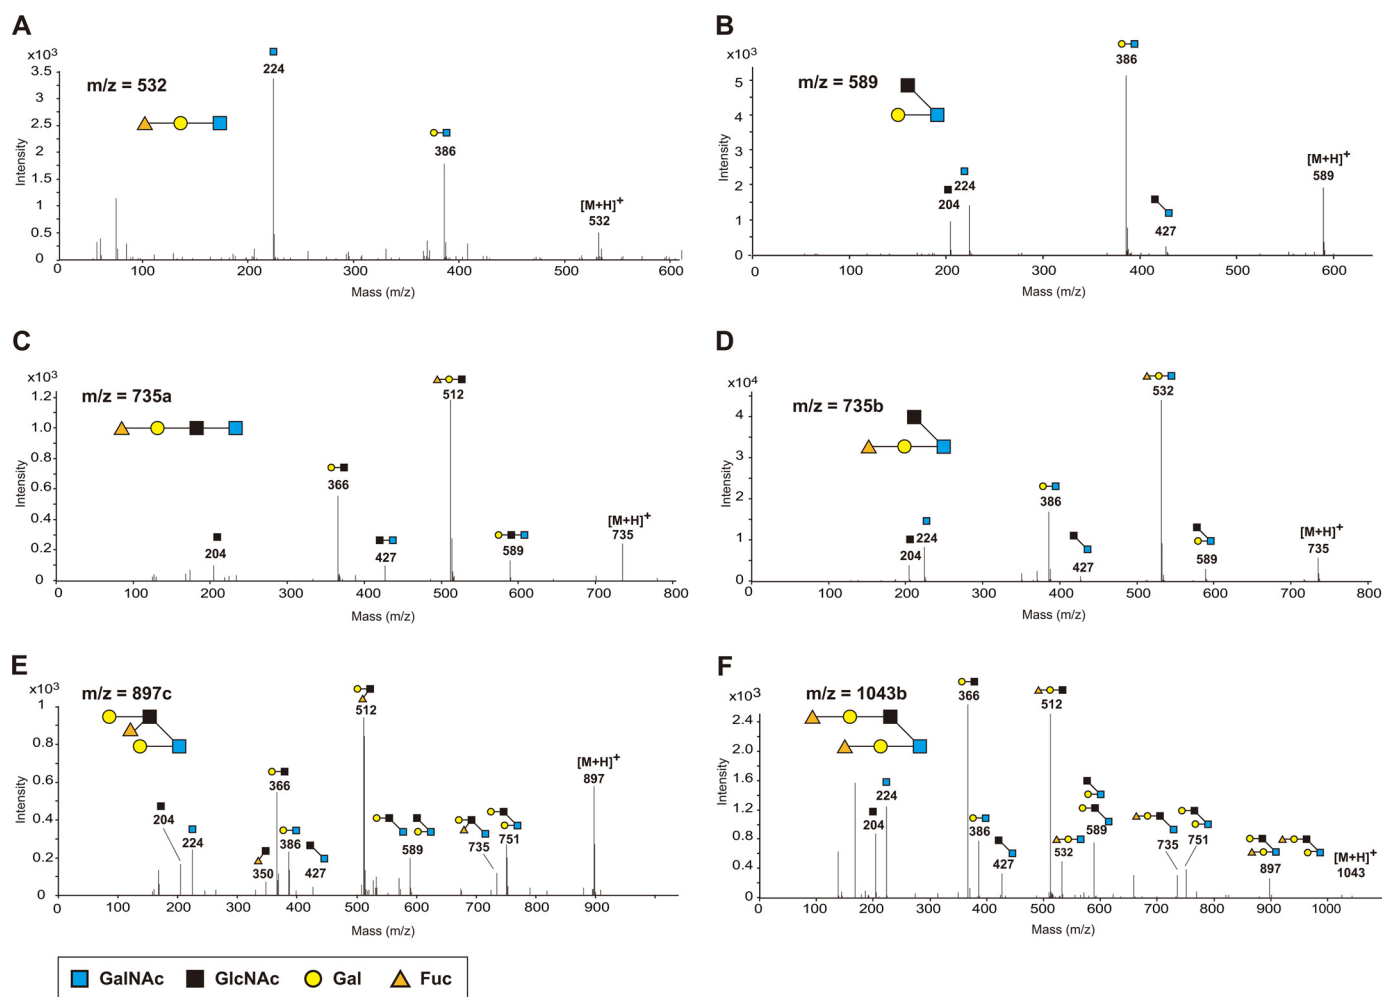 A
x10³
3.5
3
2.5
2
1.5
1
0.5
0
Intensity
m/z = 532
224
386
[M+H]⁺
532
0 100 200 300 400 500 600
Mass (m/z)
B
x10³
5
4
3
2
1
0
Intensity
m/z = 589
386
204 224
427
[M+H]⁺
589
0 100 200 300 400 500 600
Mass (m/z)
C
x10³
1.2
1.0
0.8
0.6
0.4
0.2
0
Intensity
m/z = 735a
204
366
427
512
589
[M+H]⁺
735
0 100 200 300 400 500 600 700 800
Mass (m/z)
D
x10⁴
4
3
2
1
0
Intensity
m/z = 735b
204 224
386
427
532
589
[M+H]⁺
735
0 100 200 300 400 500 600 700 800
Mass (m/z)
E
x10³
1
0.8
0.6
0.4
0.2
0
Intensity
m/z = 897c
204
224
350
366
386
427
512
589
735
751
[M+H]⁺
897
0 100 200 300 400 500 600 700 800 900
Mass (m/z)
F
x10³
2.4
2.0
1.6
1.2
0.8
0.4
0
Intensity
m/z = 1043b
204
224
366
386
427
512
532
589
735
751
897
[M+H]⁺
1043
0 100 200 300 400 500 600 700 800 900 1000
Mass (m/z)
GalNAc GlcNAc Gal Fuc